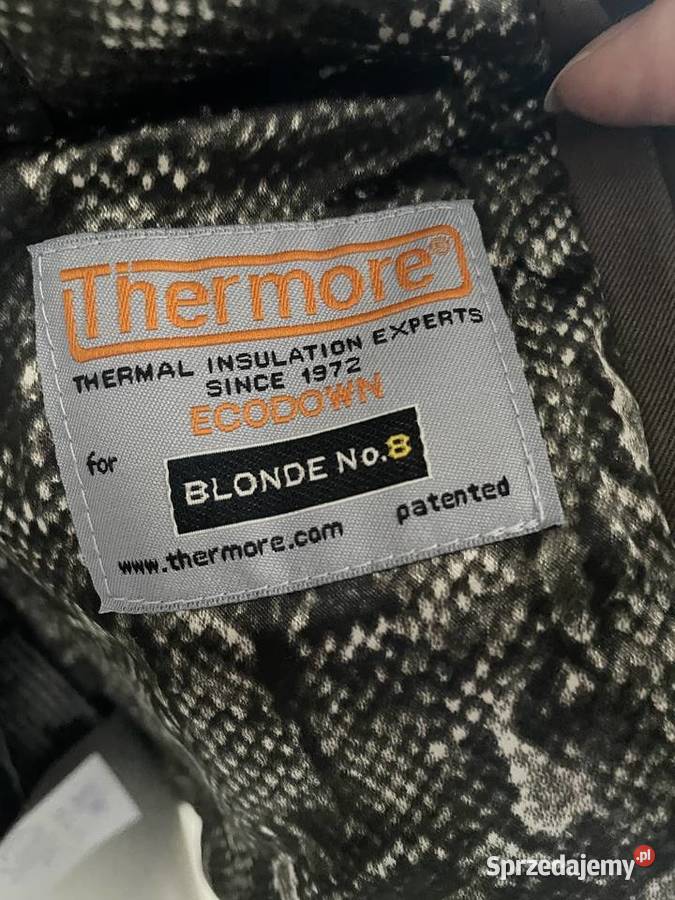 Thermore®
THERMAL INSULATION EXPERTS
SINCE 1972
ECODOWN
for
BLONDE No.8
www.thermore.com
patented
Sprzedajemy.pl